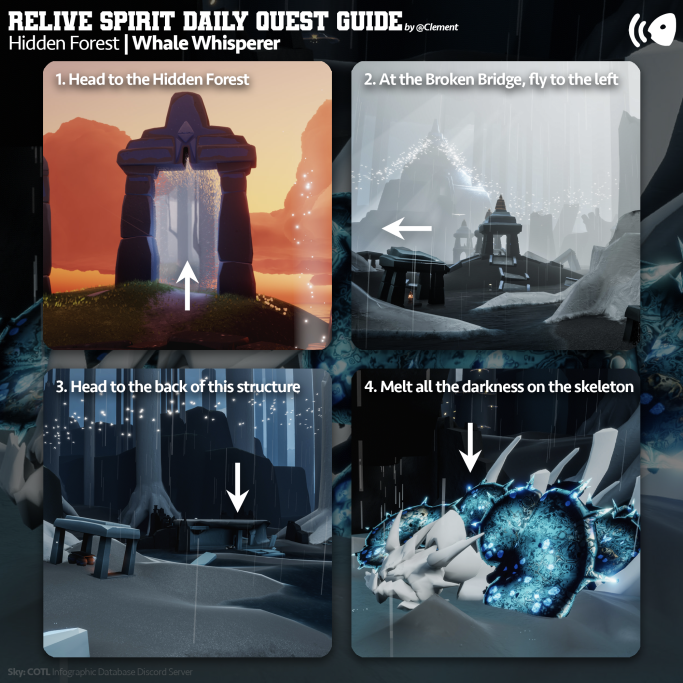 RELIVE SPIRIT DAILY QUEST GUIDE by @Clement
Hidden Forest | Whale Whisperer
1. Head to the Hidden Forest
2. At the Broken Bridge, fly to the left
3. Head to the back of this structure
4. Melt all the darkness on the skeleton
Sky: COTL Infographic Database Discord Server